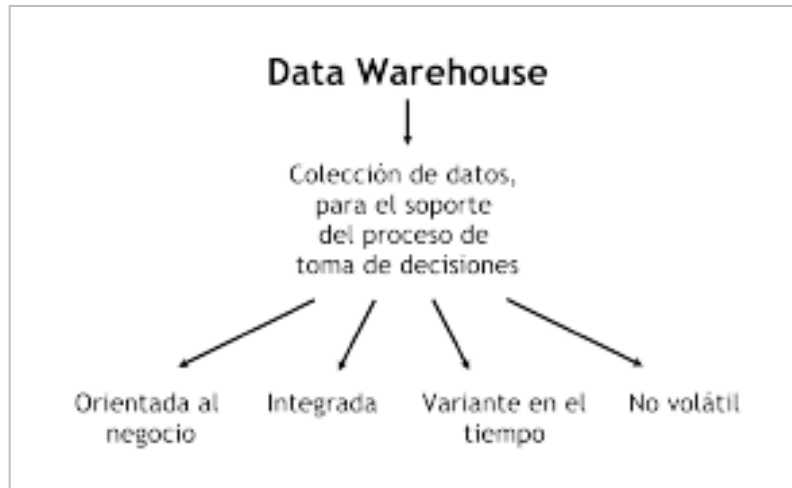 Data Warehouse
Colección de datos,
para el soporte
del proceso de
toma de decisiones
Orientada al
negocio
Integrada
Variante en el
tiempo
No volátil